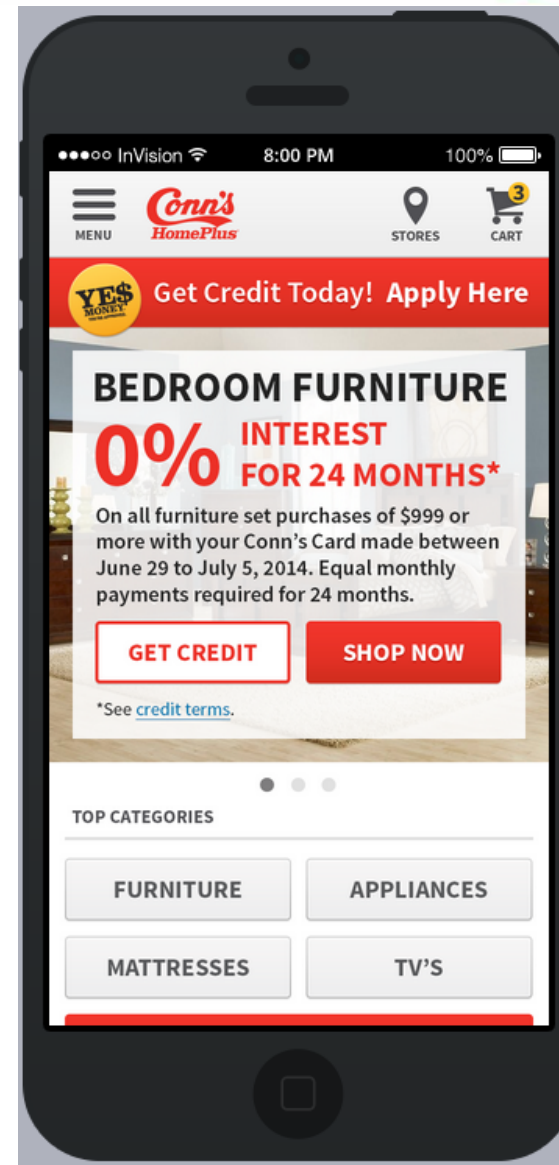 InVision 8:00 PM 100%
3
MENU Conn's HomePlus STORES CART
YE$ MONEY Get Credit Today! Apply Here
BEDROOM FURNITURE
0% INTEREST
FOR 24 MONTHS*
On all furniture set purchases of $999 or
more with your Conn's Card made between
June 29 to July 5, 2014. Equal monthly
payments required for 24 months.
GET CREDIT SHOP NOW
*See credit terms.
TOP CATEGORIES
FURNITURE APPLIANCES
MATTRESSES TV'S